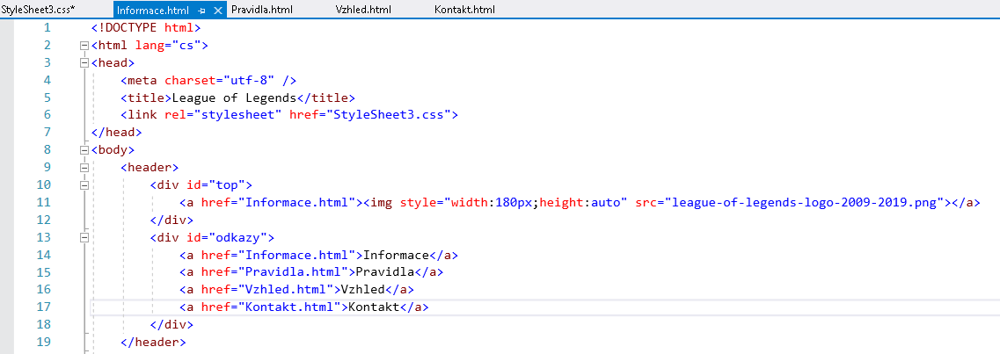 StyleSheet3.css* Informace.html Pravidla.html Vzhled.html Kontakt.html
1 <!DOCTYPE html>
2 <html lang="cs">
3 <head>
4 <meta charset="utf-8" />
5 <title>League of Legends</title>
6 <link rel="stylesheet" href="StyleSheet3.css">
7 </head>
8 <body>
9 <header>
10 <div id="top">
11 <a href="Informace.html"><img style="width:180px;height:auto" src="league-of-legends-logo-2009-2019.png"></a>
12 </div>
13 <div id="odkazy">
14 <a href="Informace.html">Informace</a>
15 <a href="Pravidla.html">Pravidla</a>
16 <a href="Vzhled.html">Vzhled</a>
17 <a href="Kontakt.html">Kontakt</a>
18 </div>
19 </header>